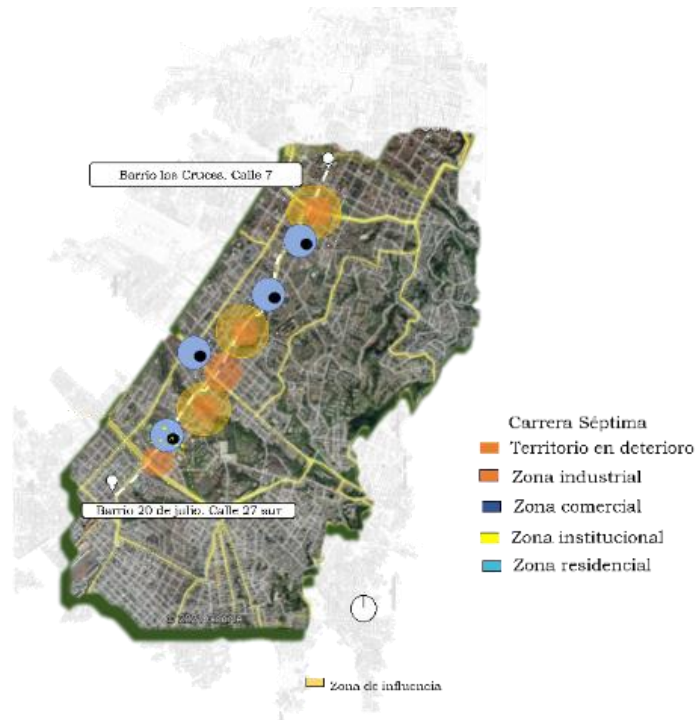 Barrio las Cruces. Calle 7
Carrera Séptima
Territorio en deterioro
Zona industrial
Zona comercial
Barrio 20 de julio. Calle 27 sur
Zona institucional
Zona residencial
Zona de influencia